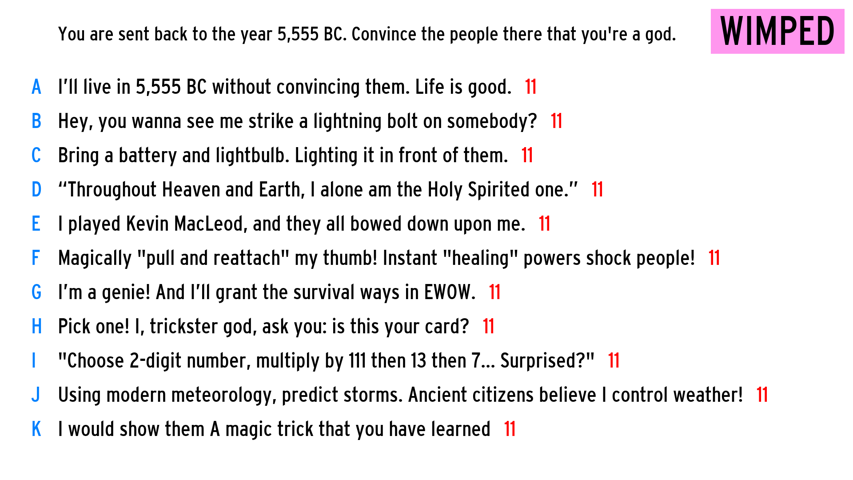 You are sent back to the year 5,555 BC. Convince the people there that you're a god.
WIMPED
A I’ll live in 5,555 BC without convincing them. Life is good. 11
B Hey, you wanna see me strike a lightning bolt on somebody? 11
C Bring a battery and lightbulb. Lighting it in front of them. 11
D “Throughout Heaven and Earth, I alone am the Holy Spirited one.” 11
E I played Kevin MacLeod, and they all bowed down upon me. 11
F Magically "pull and reattach" my thumb! Instant "healing" powers shock people! 11
G I’m a genie! And I’ll grant the survival ways in EWOW. 11
H Pick one! I, trickster god, ask you: is this your card? 11
I "Choose 2-digit number, multiply by 111 then 13 then 7... Surprised?" 11
J Using modern meteorology, predict storms. Ancient citizens believe I control weather! 11
K I would show them A magic trick that you have learned 11